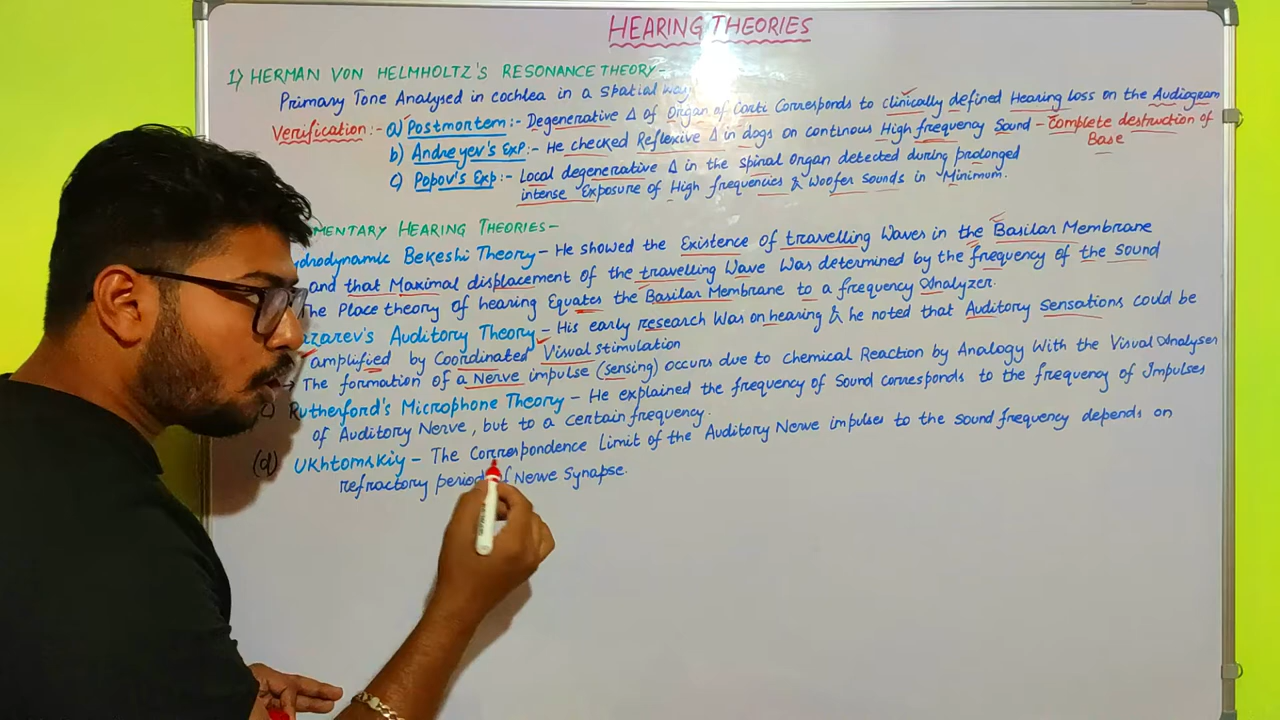 HEARING THEORIES
1) HERMAN VON HELMHOLTZ'S RESONANCE THEORY -
Primary Tone Analysed in cochlea in a spatial way
Verification :- a) Postmortem :- Degenerative Δ of Organ of Corti Corresponds to clinically defined Hearing loss on the Audiogram
b) Andreyev's Exp :- He checked Reflexive Δ in dogs on continous High frequency Sound - Complete destruction of
Base
c) Popov's Exp :- Local degenerative Δ in the spinal Organ detected during prolonged
intense Exposure of High frequencies & Woofer Sounds in Minimum.
MENTARY HEARING THEORIES -
drodynamic Bekeshi Theory - He showed the Existence of travelling Waves in the Basilar Membrane
and that Maximal displacement of the travelling Wave Was determined by the frequency of the sound
The Place theory of hearing Equates the Basilar Membrane to a frequency Analyzer.
zarev's Auditory Theory - His early research Was on hearing & he noted that Auditory Sensations could be
amplified by Coordinated Visual stimulation
→ The formation of a Nerve impulse (sensing) occurs due to chemical Reaction by Analogy With the Visual Analyser
Rutherford's Microphone Theory - He explained the frequency of Sound corresponds to the frequency of Impulses
of Auditory Nerve, but to a certain frequency.
(d) Ukhtomskiy - The Correspondence Limit of the Auditory Nerve impulses to the sound frequency depends on
refractory period of Nerve Synapse.